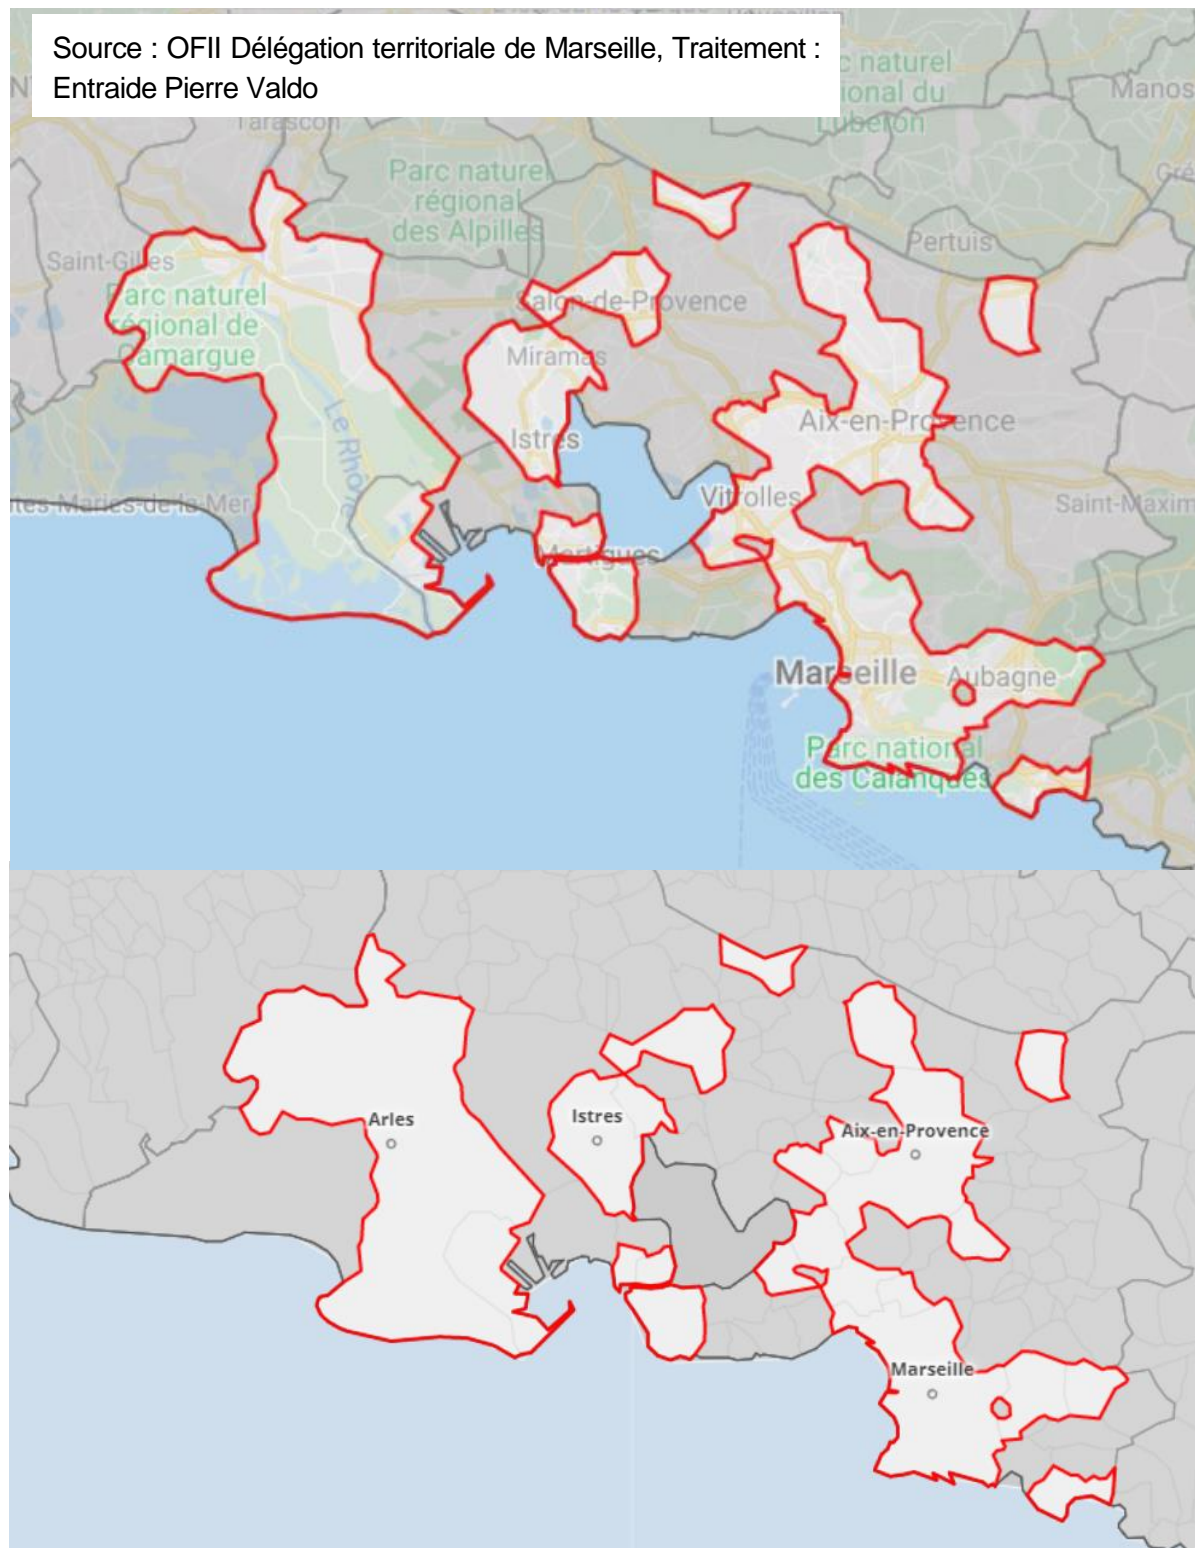 Source : OFII Délégation territoriale de Marseille, Traitement :
Entraide Pierre Valdo
c naturel
ional du
Luberon
Manos
Tarascon
Parc naturel
régional
des Alpilles
Gré
Saint-Gilles
Pertuis
Parc naturel
régional de
Camargue
Salon-de-Provence
Miramas
Le Rhône
Istres
Aix-en-Provence
tes-Maries-de-la-Mer
Vitrolles
Saint-Maxim
Martigues
Marseille
Aubagne
Parc national
des Calanques
Arles
Istres
Aix-en-Provence
Marseille